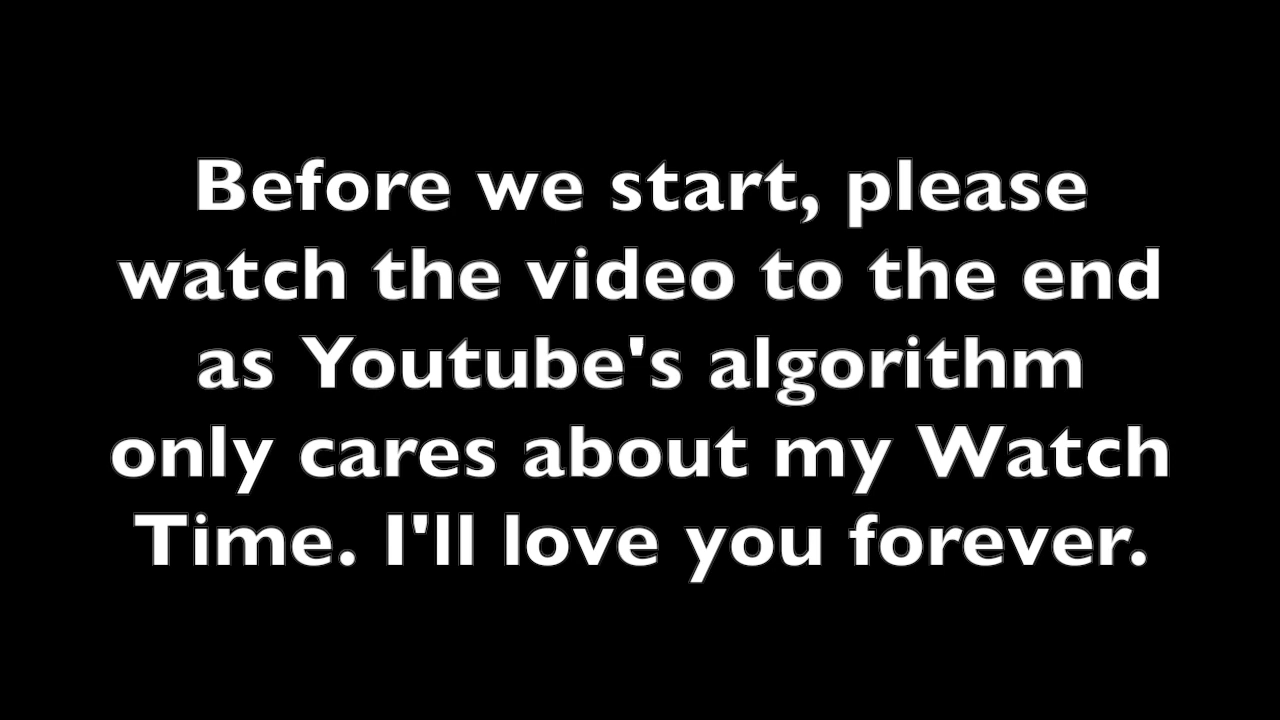 Before we start, please
watch the video to the end
as Youtube's algorithm
only cares about my Watch
Time. I'll love you forever.